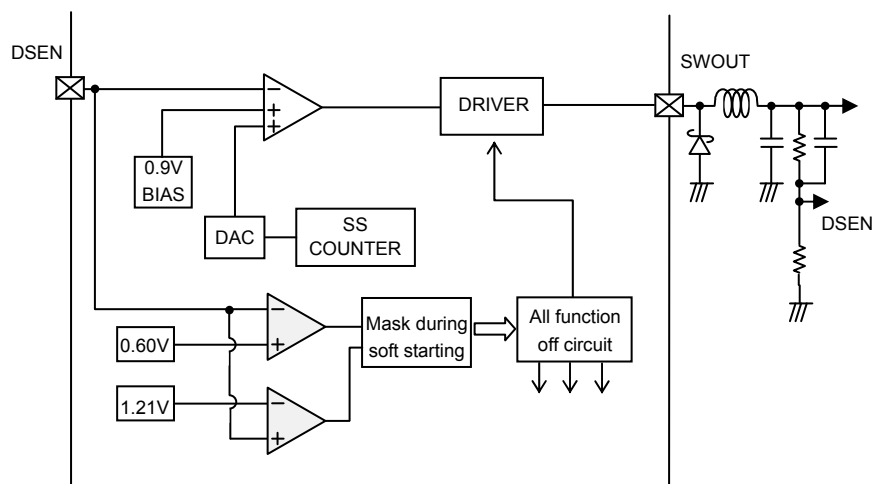 DSEN
SWOUT
DRIVER
0.9V
BIAS
DAC
SS
COUNTER
DSEN
0.60V
Mask during
soft starting
All function
off circuit
1.21V